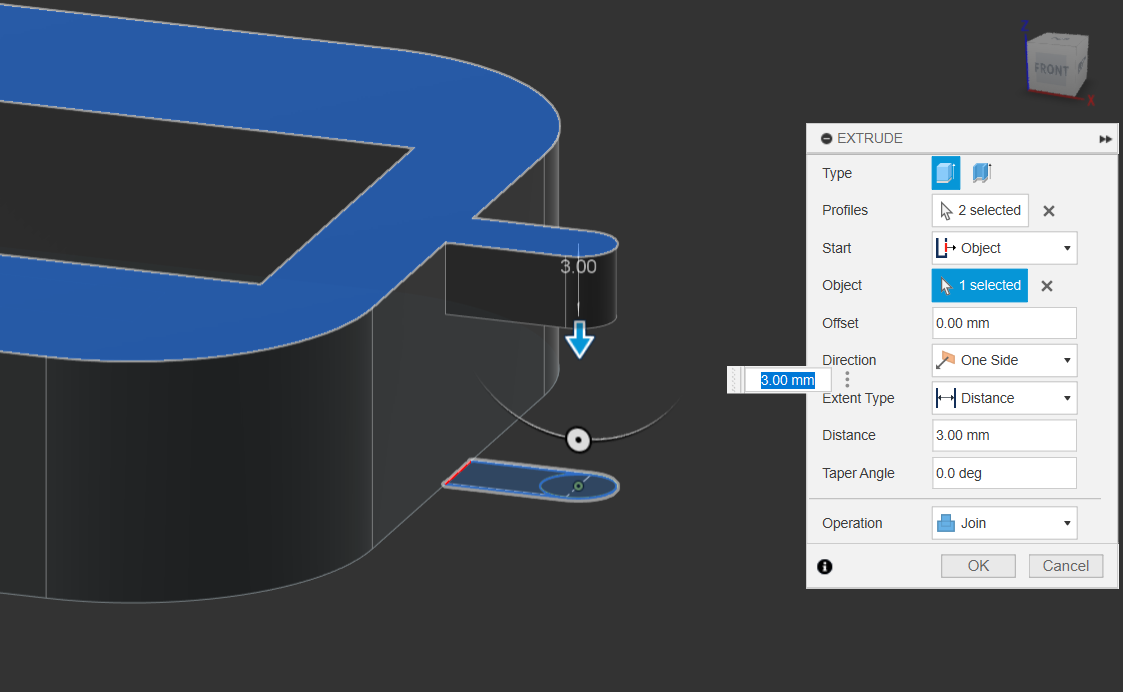 Z
FRONT
X
EXTRUDE
Type
Profiles 2 selected
Start Object
Object 1 selected
Offset 0.00 mm
Direction One Side
Extent Type Distance
Distance 3.00 mm
Taper Angle 0.0 deg
Operation Join
OK Cancel
3.00
3.00 mm